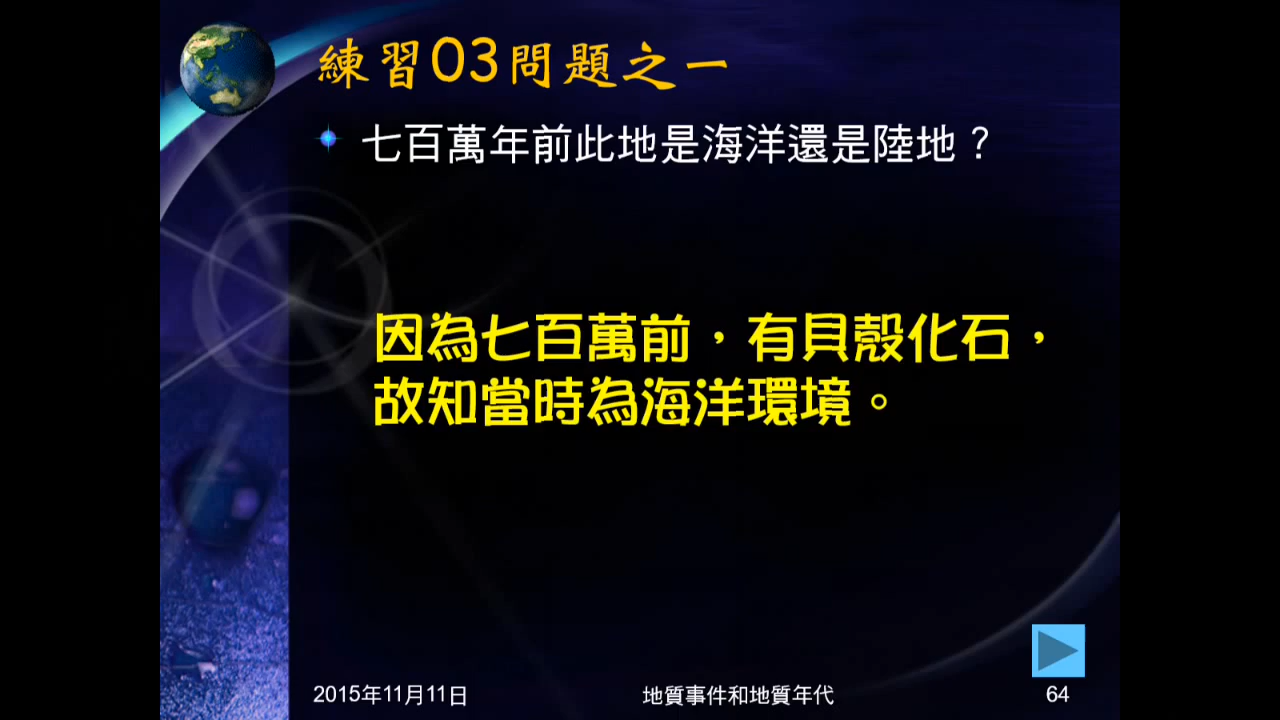 練習03問題之一
七百萬年前此地是海洋還是陸地？
因為七百萬前，有貝殼化石，
故知當時為海洋環境。
2015年11月11日
地質事件和地質年代
64